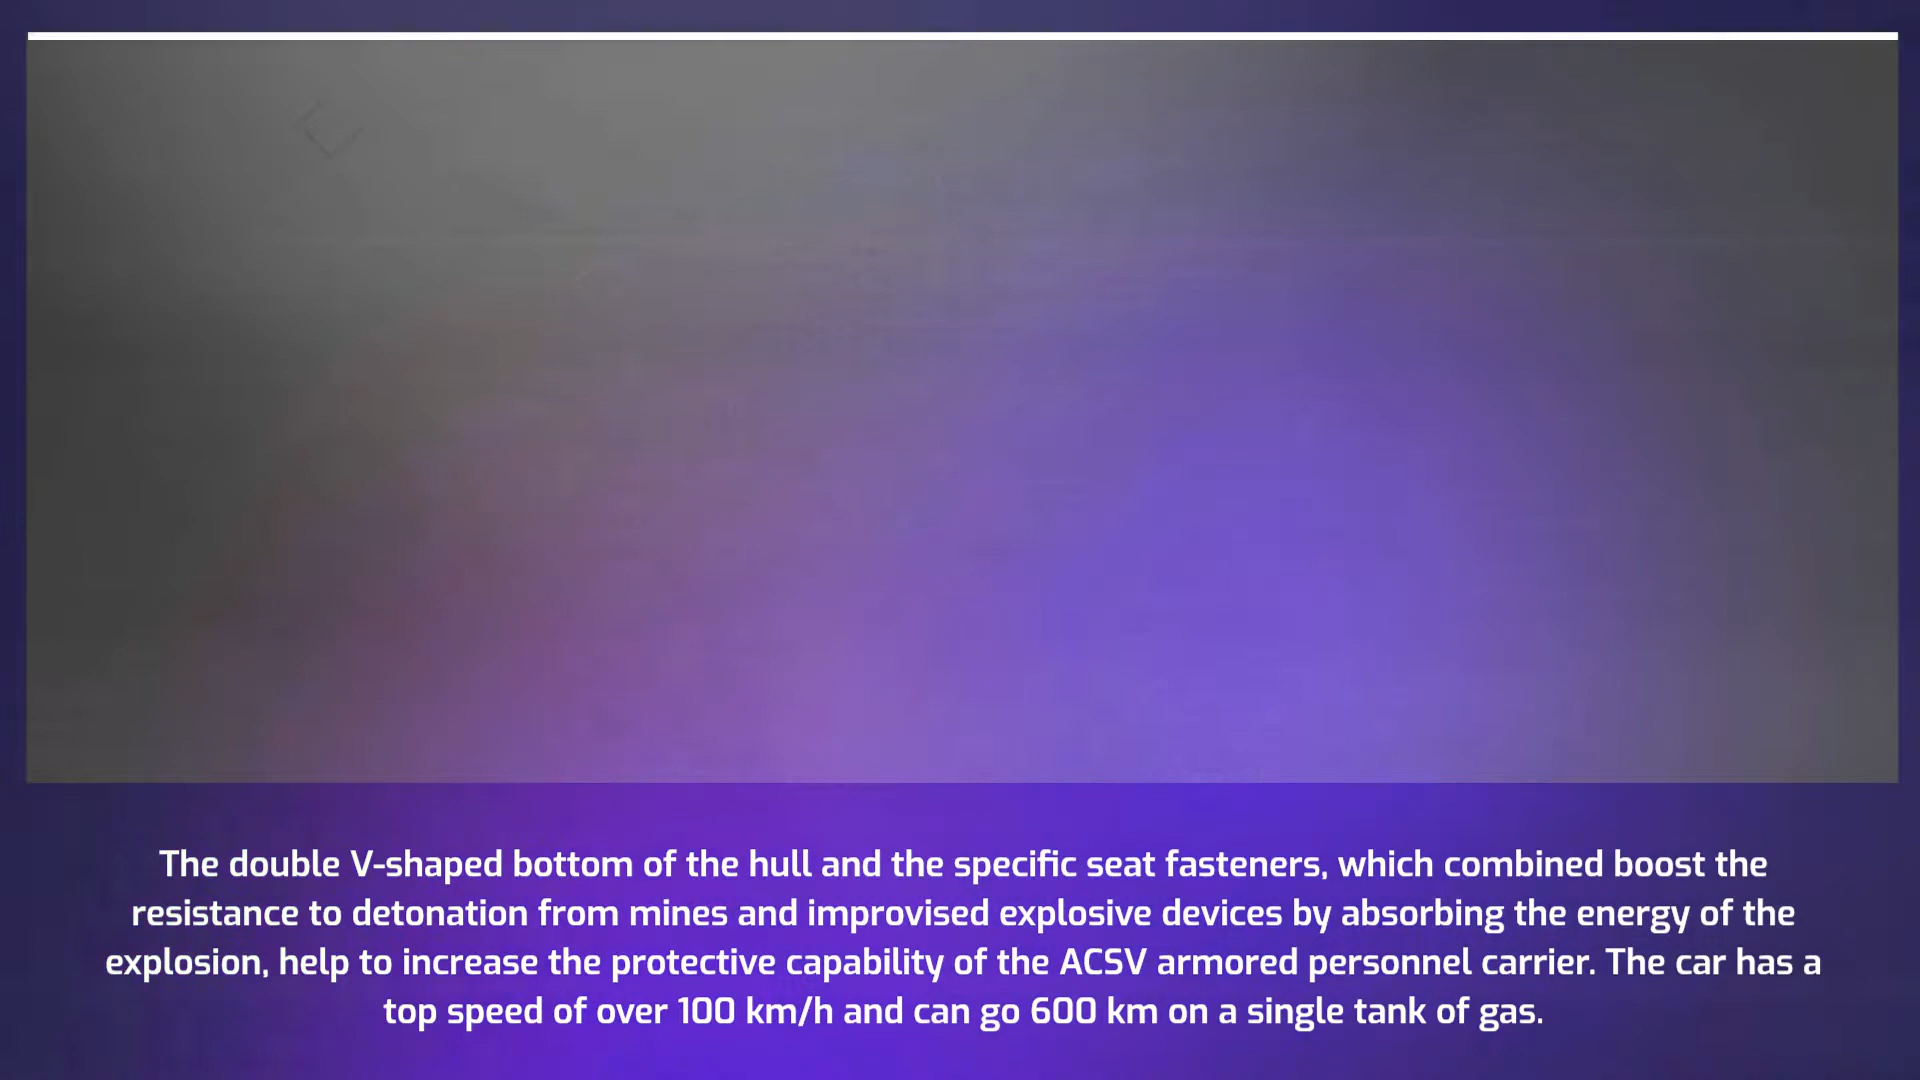 The double V-shaped bottom of the hull and the specific seat fasteners, which combined boost the
resistance to detonation from mines and improvised explosive devices by absorbing the energy of the
explosion, help to increase the protective capability of the ACSV armored personnel carrier. The car has a
top speed of over 100 km/h and can go 600 km on a single tank of gas.